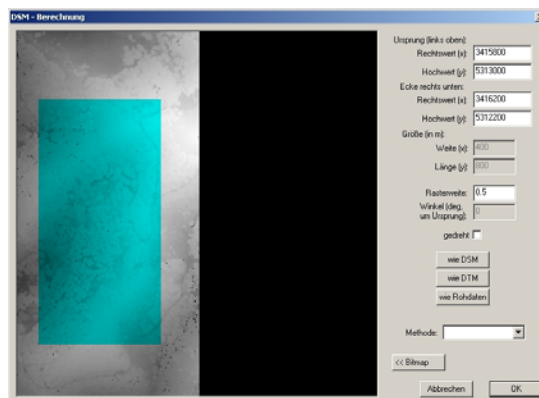 DSM - Berechnung
Ursprung (links oben):
Rechtswert (x): 3415800
Hochwert (y): 5313000
Ecke rechts unten:
Rechtswert (x): 3416200
Hochwert (y): 5312200
Größe (in m):
Weite (x): 400
Länge (y): 800
Rasterweite: 0.5
Winkel (deg,
um Ursprung): 0
gedreht
wie DSM
wie DTM
wie Rohdaten
Methode:
<< Bitmap
Abbrechen
OK